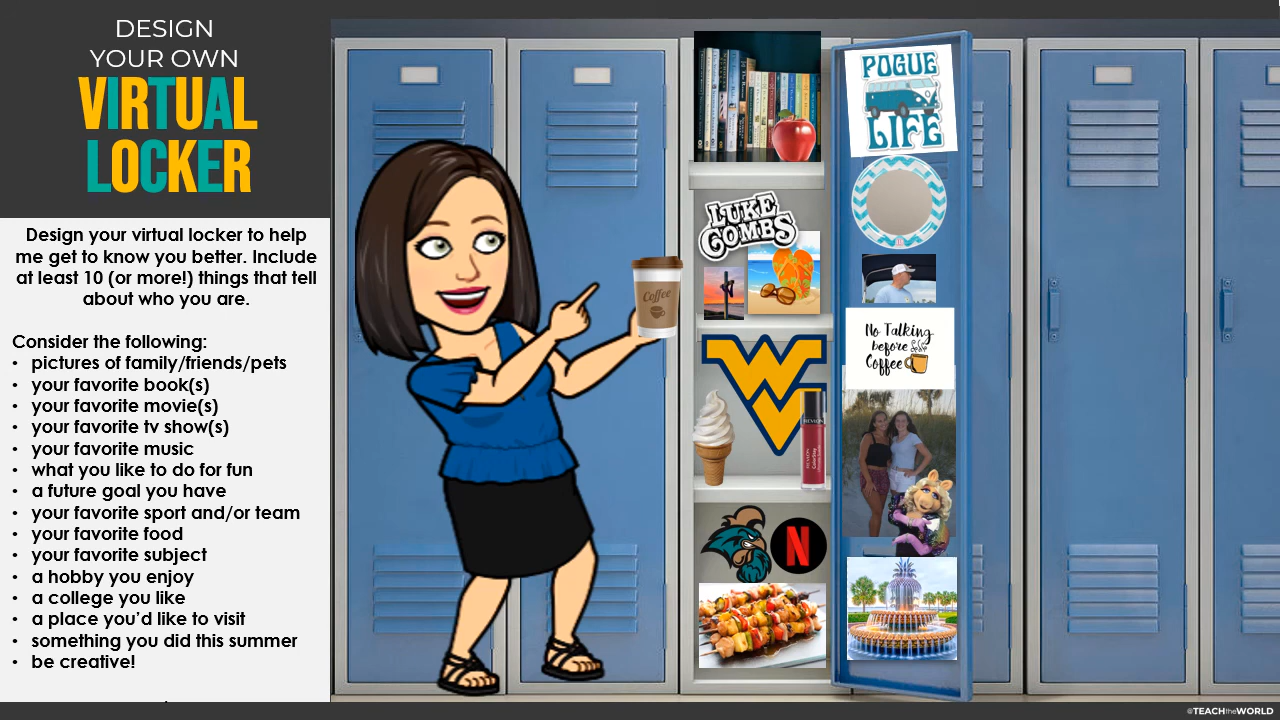 DESIGN
YOUR OWN
VIRTUAL
LOCKER
Design your virtual locker to help
me get to know you better. Include
at least 10 (or more!) things that tell
about who you are.
Consider the following:
• pictures of family/friends/pets
• your favorite book(s)
• your favorite movie(s)
• your favorite tv show(s)
• your favorite music
• what you like to do for fun
• a future goal you have
• your favorite sport and/or team
• your favorite food
• your favorite subject
• a hobby you enjoy
• a college you like
• a place you'd like to visit
• something you did this summer
• be creative!
Coffee
LUKE
COMBS
WV
REVLON
ColorStay
N
POGUE
LIFE
No Talking
before
Coffee
©TEACHtheWORLD